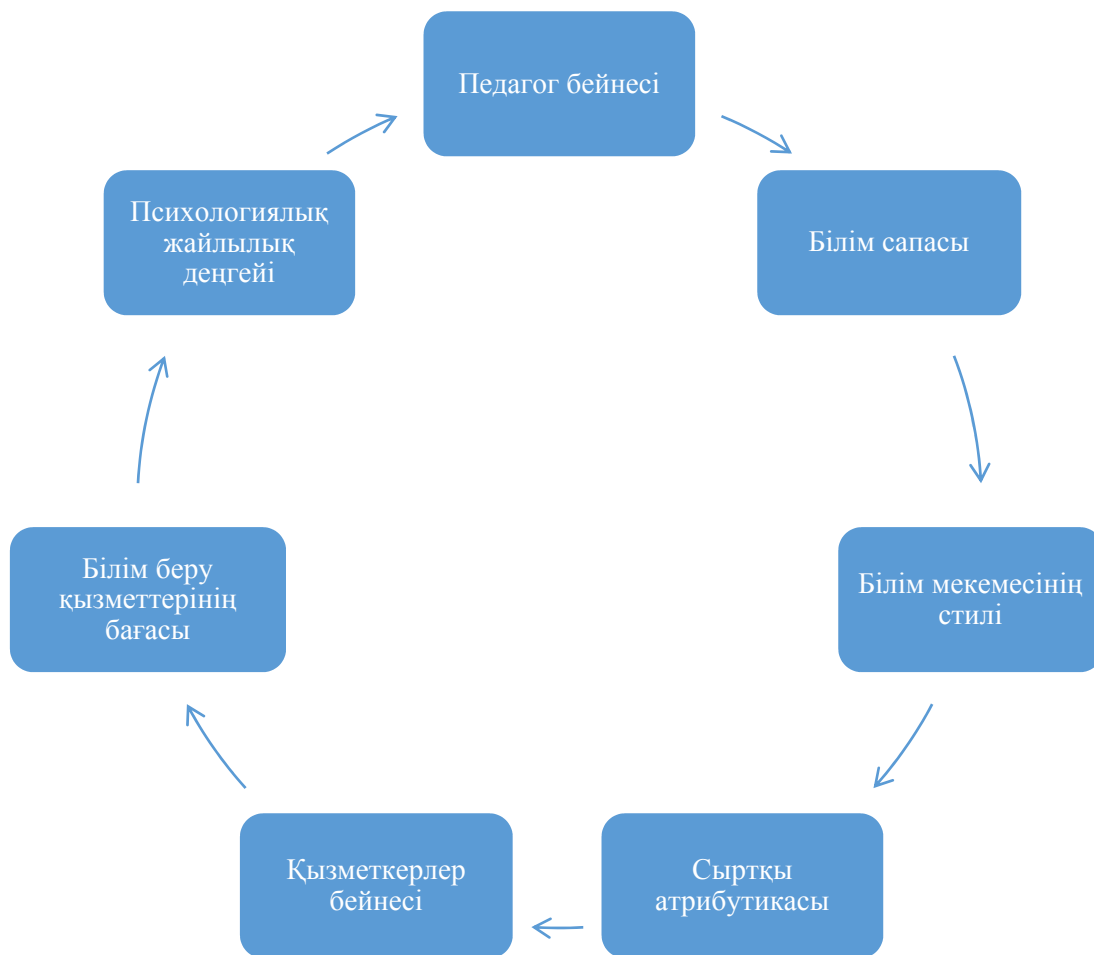 Педагог бейнесі
Білім сапасы
Білім мекемесінің
стилі
Сыртқы
атрибутикасы
Қызметкерлер
бейнесі
Білім беру
қызметтерінің
бағасы
Психологиялық
жайлылық
деңгейі